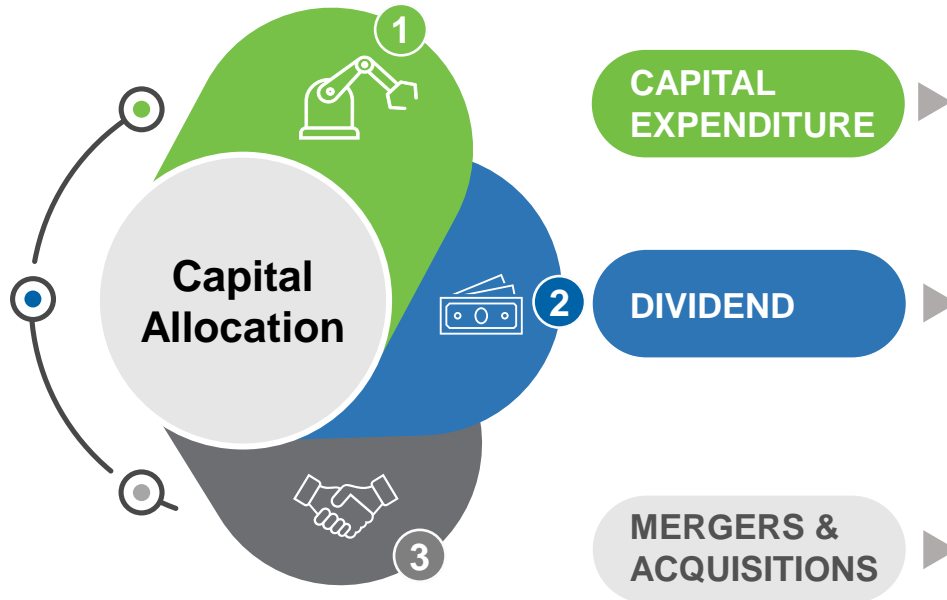 1
CAPITAL
EXPENDITURE
Capital
Allocation
2
DIVIDEND
3
MERGERS &
ACQUISITIONS